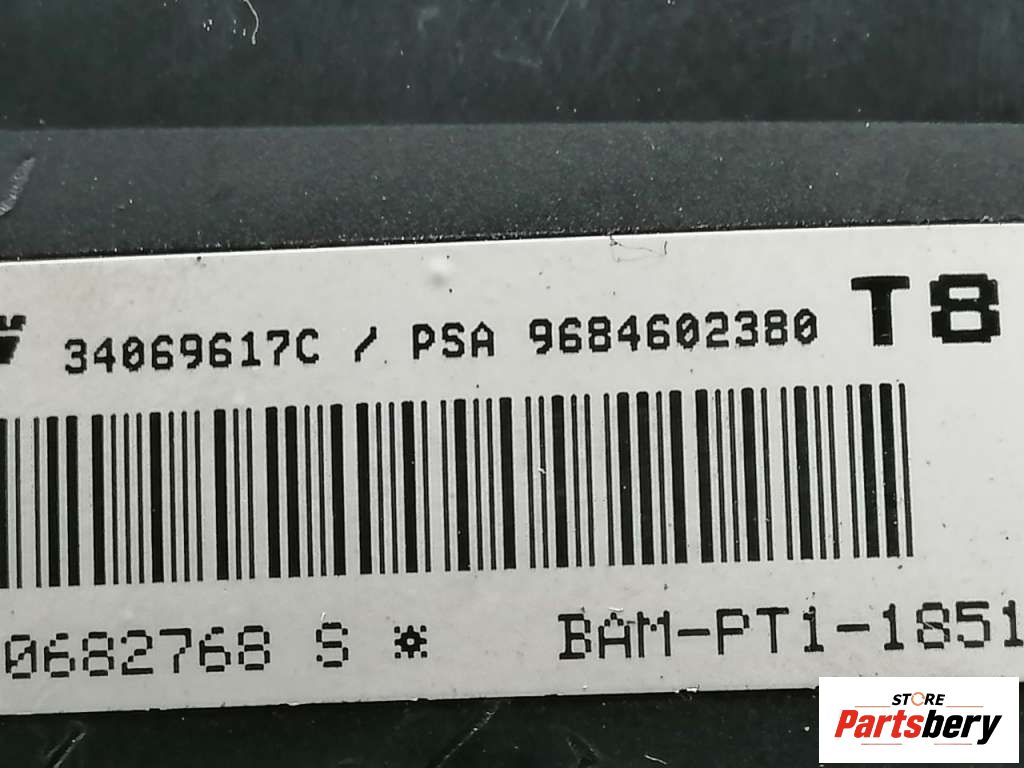 34069617C / PSA 9684602380 T8
0682768 S * BAM-PT1-1851
STORE
Partsbery